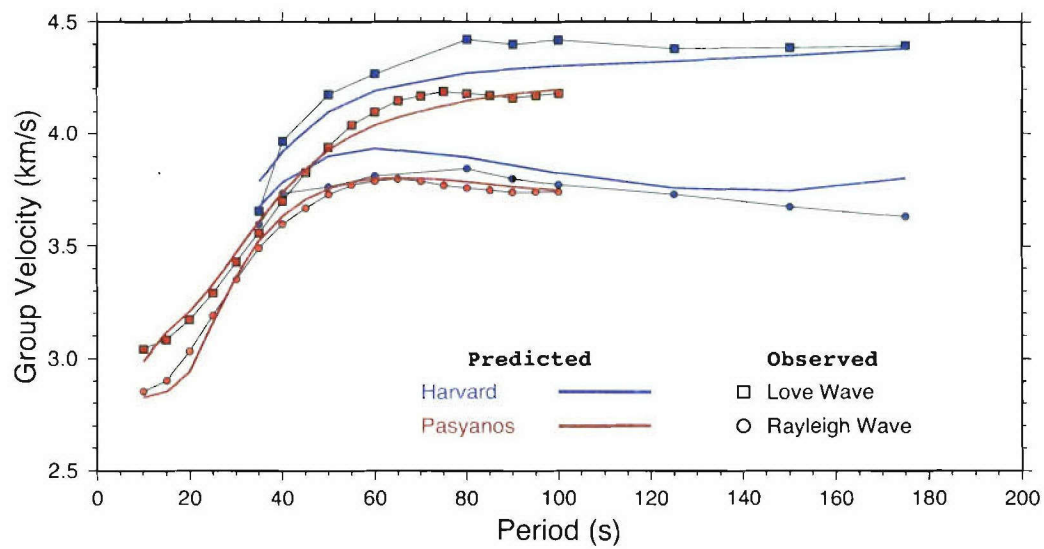 4.5
4.0
3.5
3.0
2.5
Group Velocity (km/s)
Predicted Observed
Harvard Love Wave
Pasyanos Rayleigh Wave
0 20 40 60 80 100 120 140 160 180 200
Period (s)